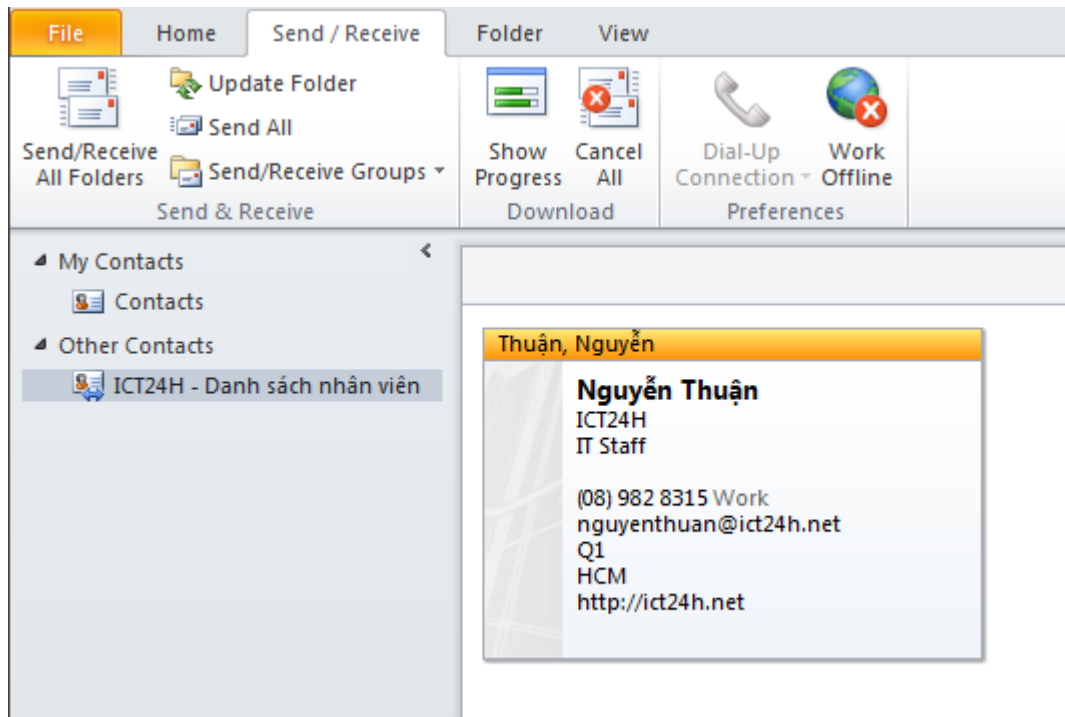 File Home Send / Receive Folder View
Update Folder
Send All
Send/Receive Groups
Send/Receive
All Folders
Send & Receive
Show
Progress
Cancel
All
Download
Dial-Up
Connection
Work
Offline
Preferences
My Contacts
Contacts
Other Contacts
ICT24H - Danh sách nhân viên
Thuận, Nguyễn
Nguyễn Thuận
ICT24H
IT Staff
(08) 982 8315 Work
nguyenthuan@ict24h.net
Q1
HCM
http://ict24h.net